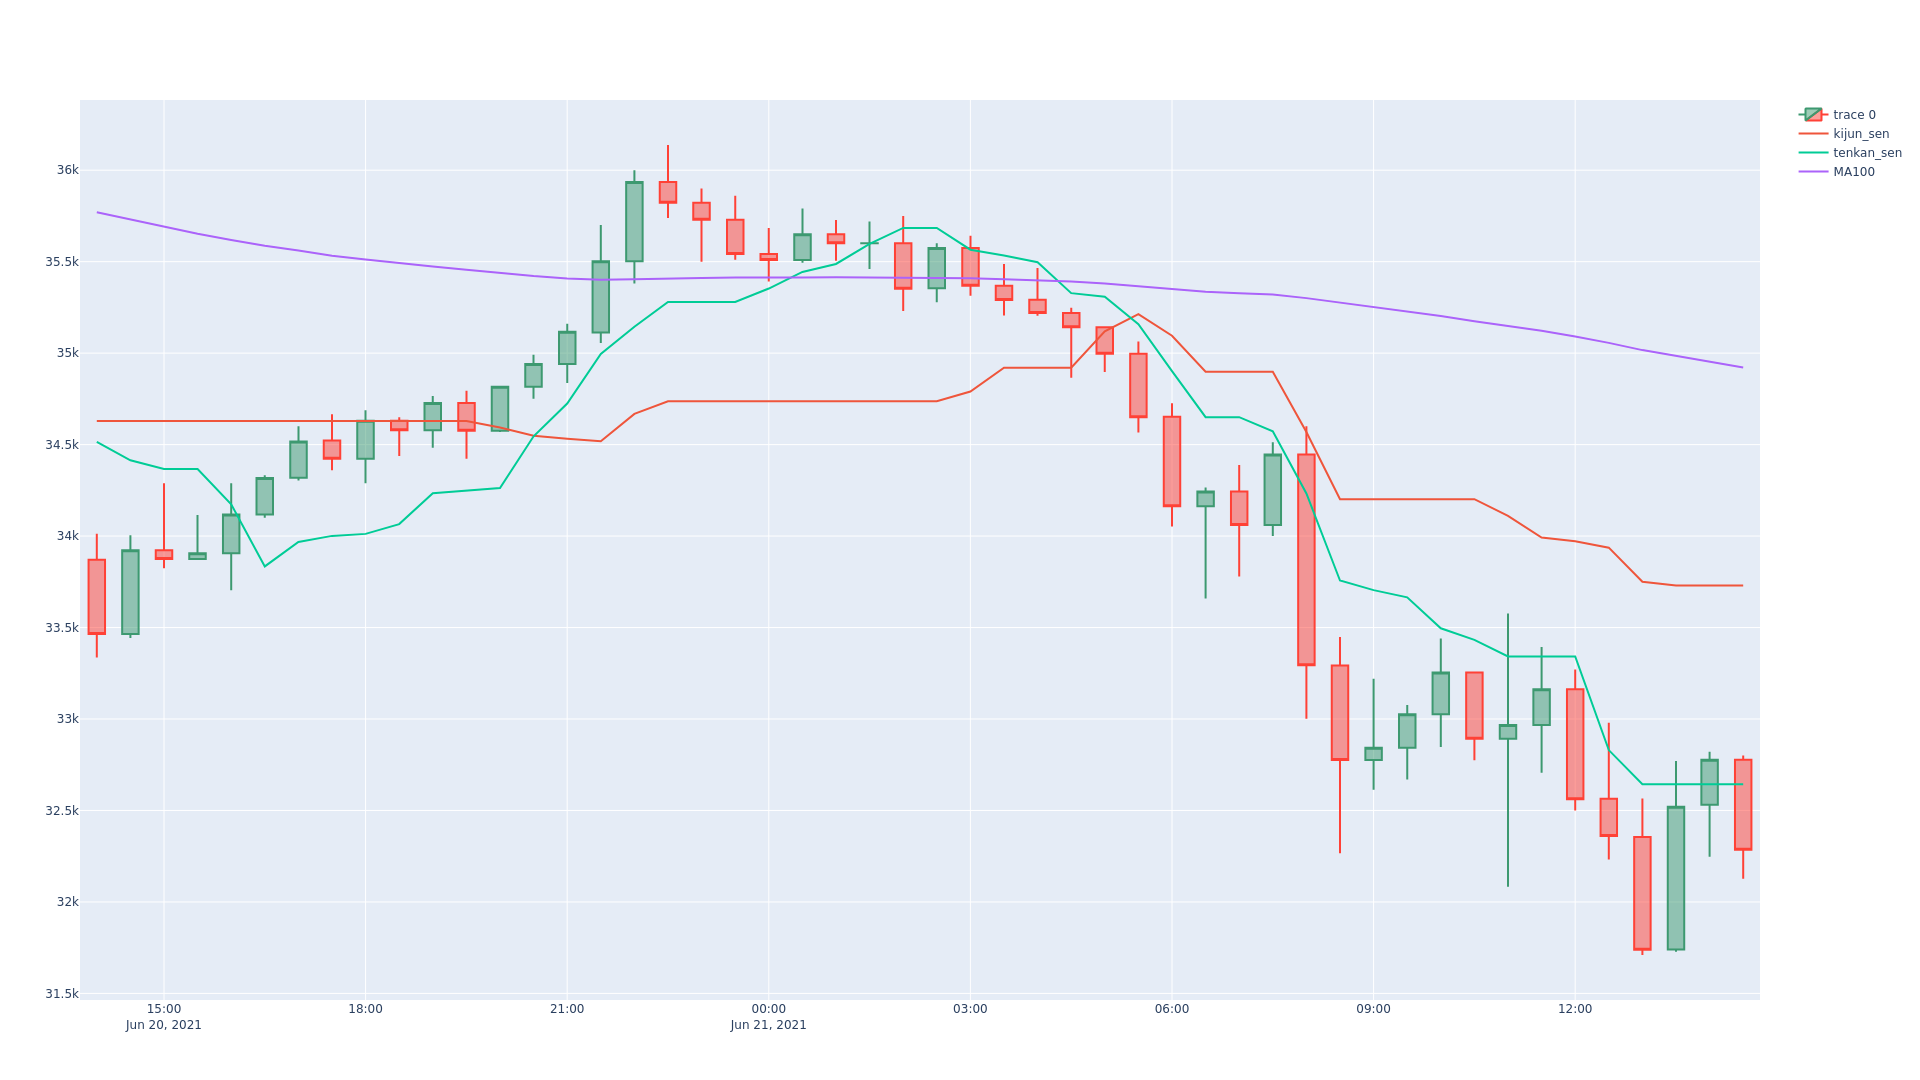 trace 0
kijun_sen
tenkan_sen
MA100
36k
35.5k
35k
34.5k
34k
33.5k
33k
32.5k
32k
31.5k
15:00 18:00 21:00 00:00 03:00 06:00 09:00 12:00
Jun 20, 2021 Jun 21, 2021